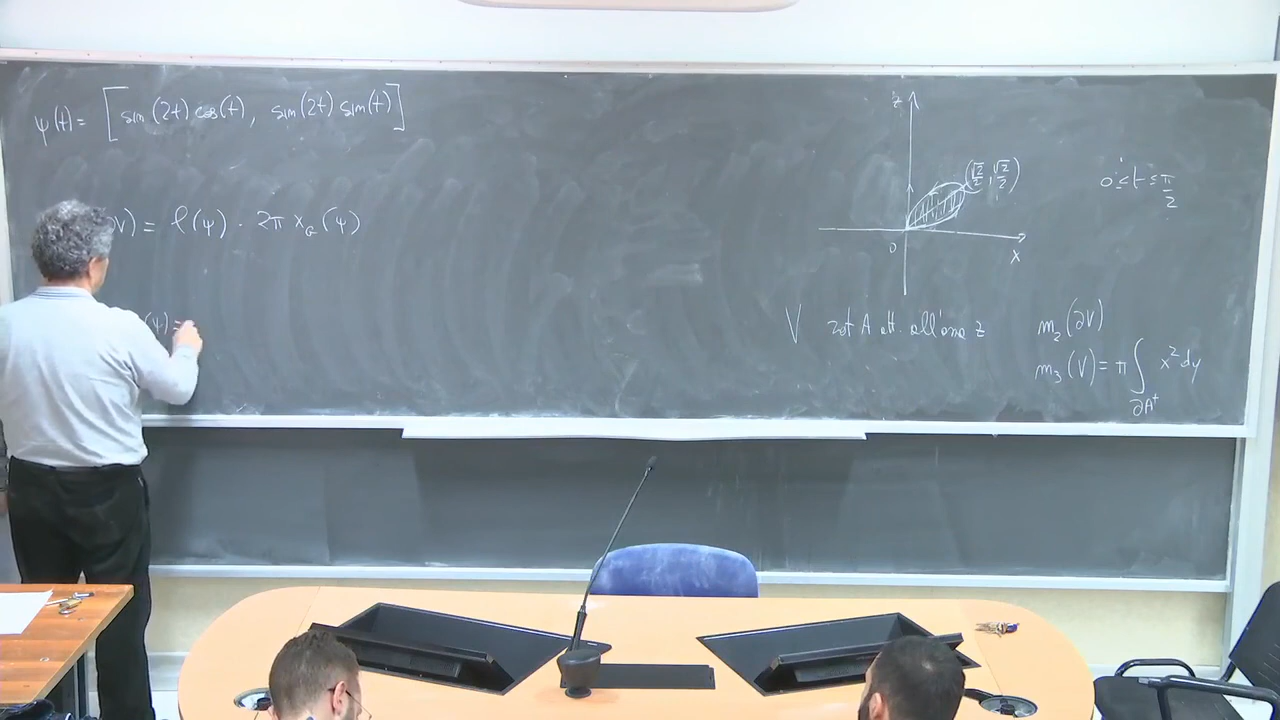 ψ(t) = [sin(2t) cos(t), sin(2t) sin(t)]
V) = ℓ(ψ) · 2π x_G(ψ)
(ψ) =
z
(√2/2, √2/2)
0 ≤ t ≤ π/2
0
x
V rot A att. all'asse z
m₂(∂V)
m₃(V) = π ∫_{∂A⁺} x² dy